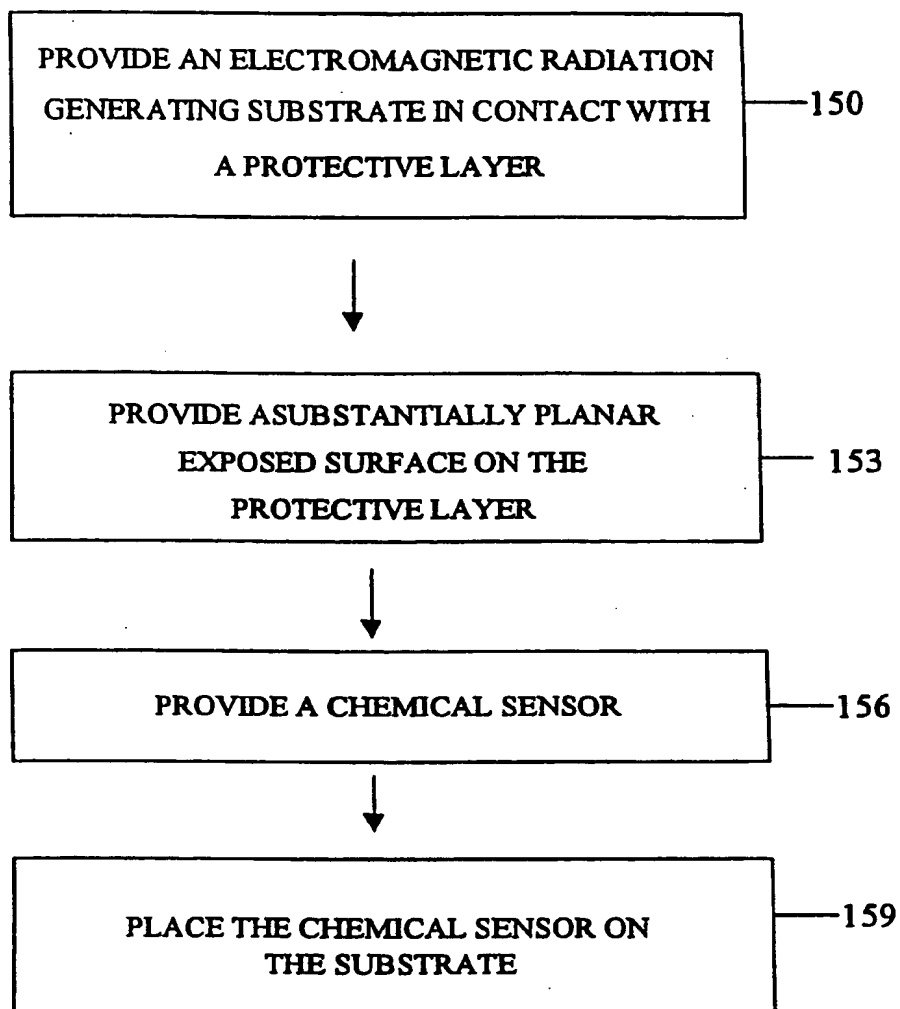 PROVIDE AN ELECTROMAGNETIC RADIATION
GENERATING SUBSTRATE IN CONTACT WITH
A PROTECTIVE LAYER
150
PROVIDE ASUBSTANTIALLY PLANAR
EXPOSED SURFACE ON THE
PROTECTIVE LAYER
153
PROVIDE A CHEMICAL SENSOR
156
PLACE THE CHEMICAL SENSOR ON
THE SUBSTRATE
159